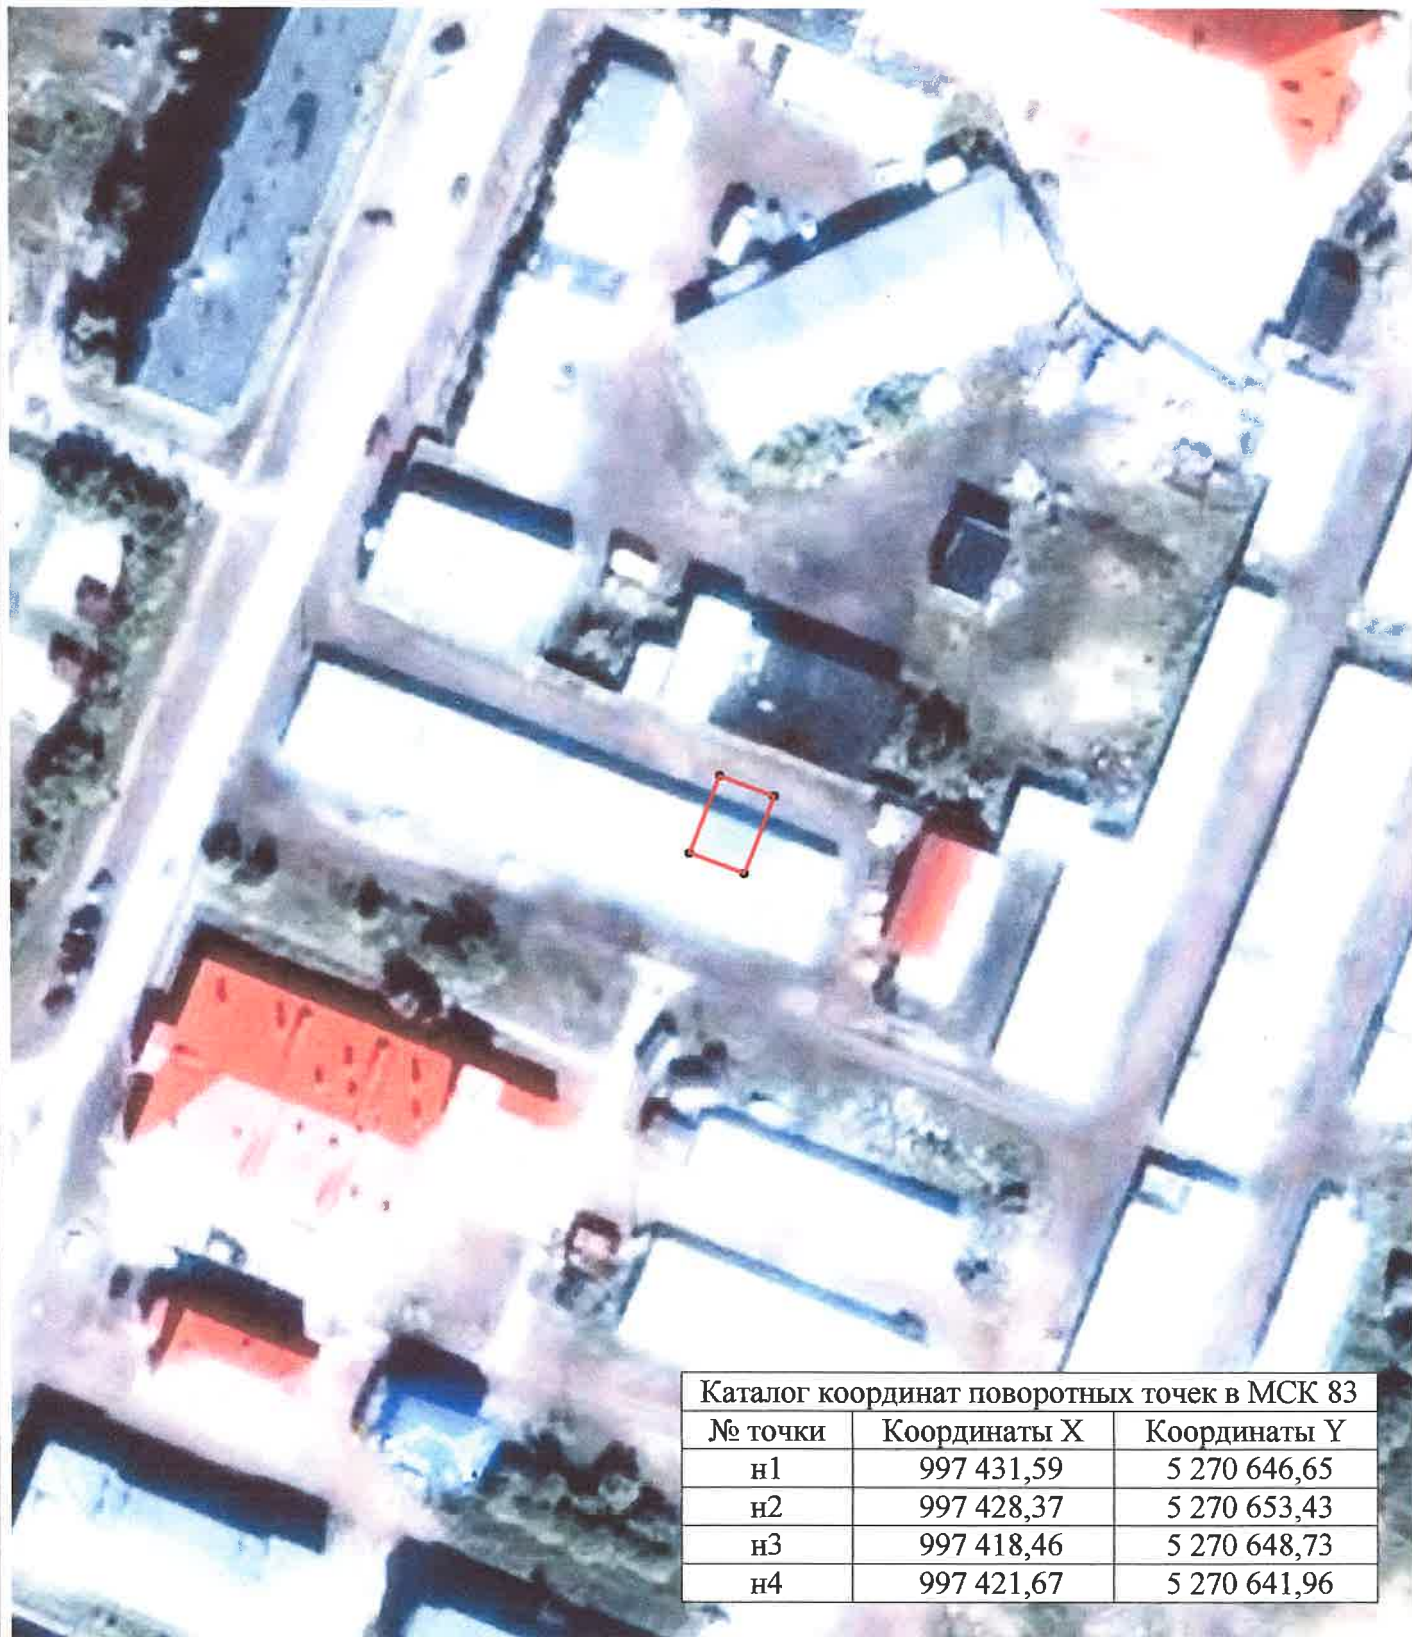 Каталог координат поворотных точек в МСК 83
№ точки Координаты X Координаты Y
н1 997 431,59 5 270 646,65
н2 997 428,37 5 270 653,43
н3 997 418,46 5 270 648,73
н4 997 421,67 5 270 641,96